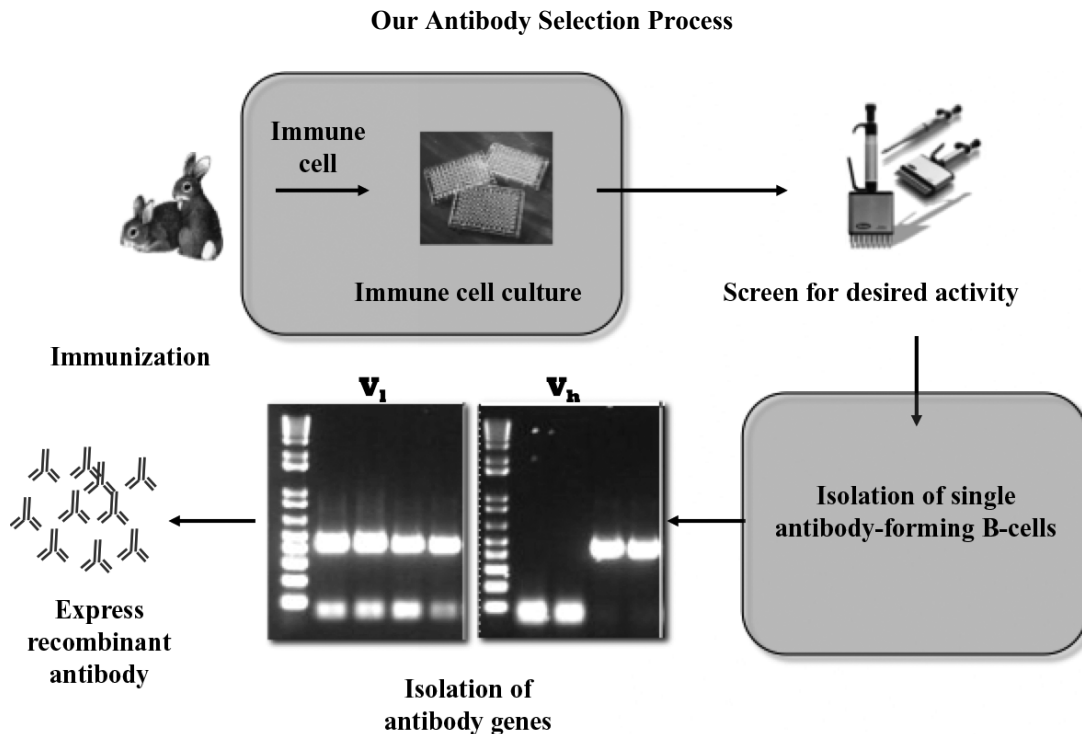 Our Antibody Selection Process
Immune
cell
Immune cell culture
Screen for desired activity
Immunization
Vl
Vh
Isolation of single
antibody-forming B-cells
Express
recombinant
antibody
Isolation of
antibody genes